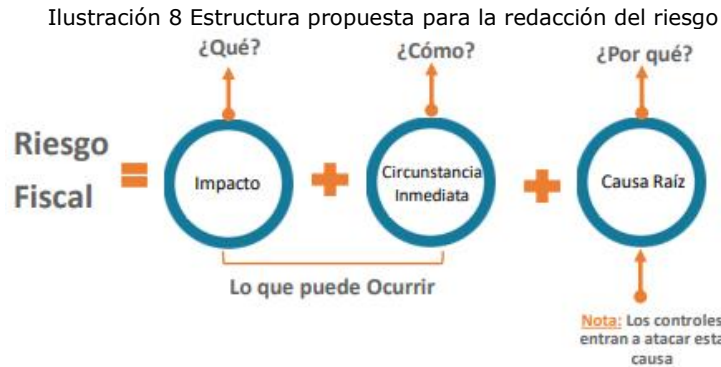 Ilustración 8 Estructura propuesta para la redacción del riesgo
¿Qué?
¿Cómo?
¿Por qué?
Riesgo
Fiscal
Impacto
Circunstancia
Inmediata
Causa Raíz
Lo que puede Ocurrir
Nota: Los controles
entran a atacar esta
causa